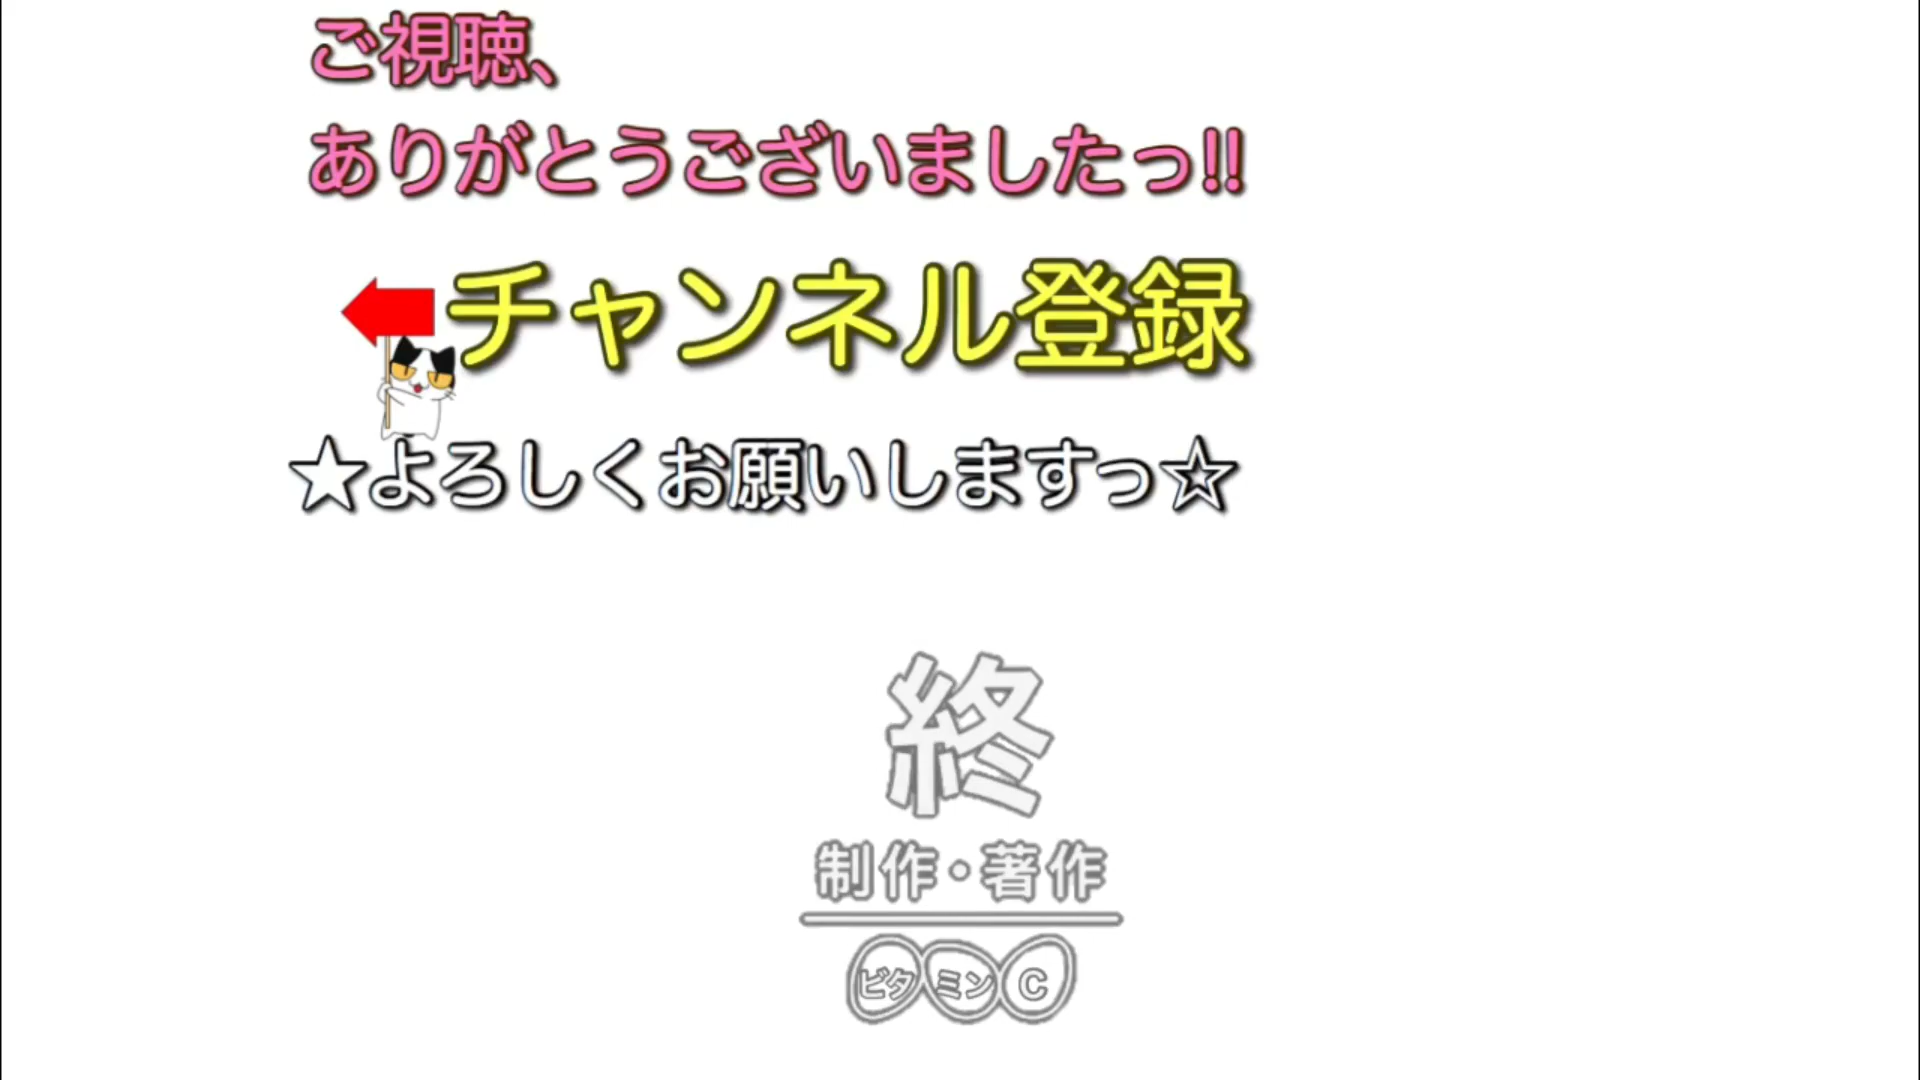 ご視聴、
ありがとうございましたっ!!
チャンネル登録
★よろしくお願いしますっ☆
終
制作・著作
ビタミンC